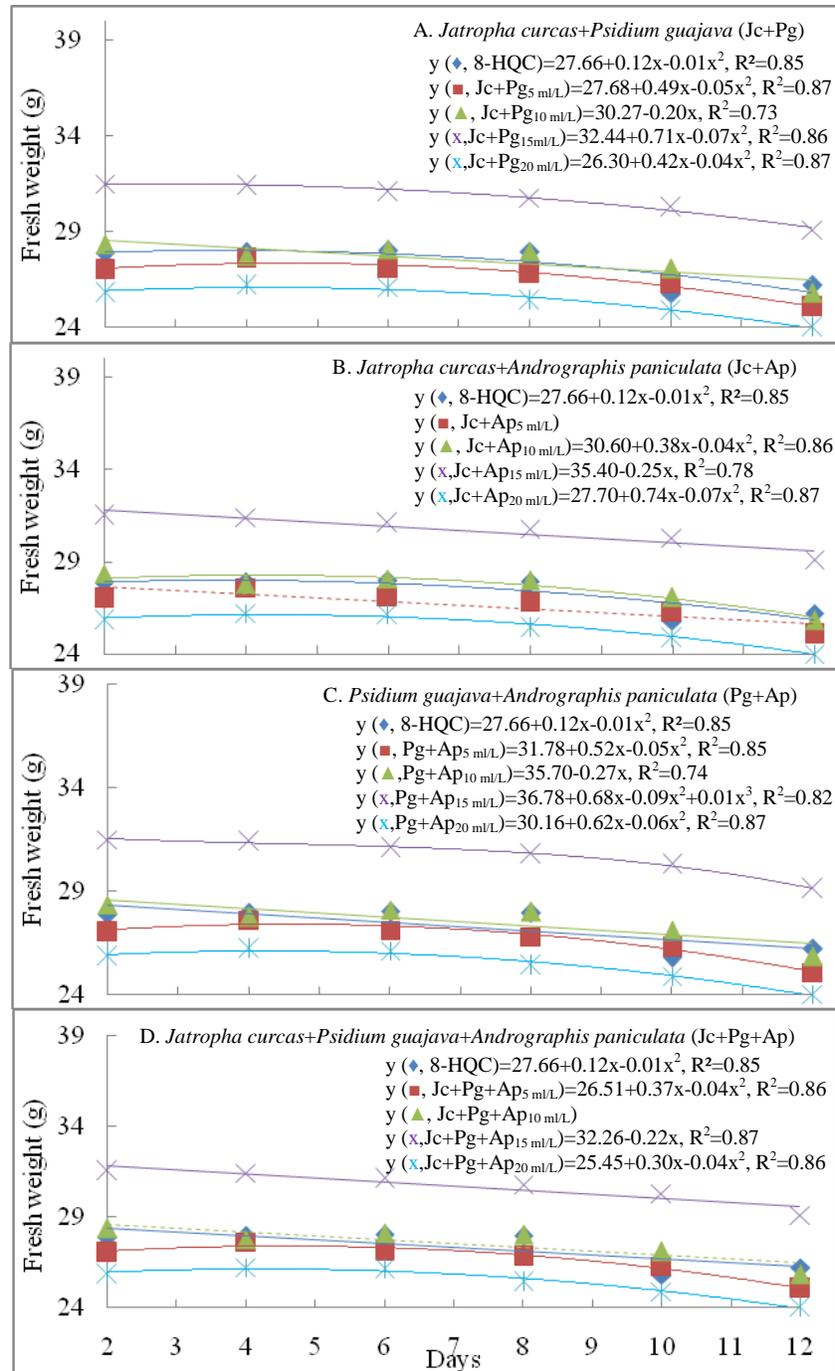 A. Jatropha curcas+Psidium guajava (Jc+Pg)
39
y (♦, 8-HQC)=27.66+0.12x-0.01x², R²=0.85
y (■, Jc+Pg5 ml/L)=27.68+0.49x-0.05x², R²=0.87
y (▲, Jc+Pg10 ml/L)=30.27-0.20x, R²=0.73
34
y (x,Jc+Pg15ml/L)=32.44+0.71x-0.07x², R²=0.86
y (x,Jc+Pg20 ml/L)=26.30+0.42x-0.04x², R²=0.87
Fresh weight (g)
29
24
B. Jatropha curcas+Andrographis paniculata (Jc+Ap)
39
y (♦, 8-HQC)=27.66+0.12x-0.01x², R²=0.85
y (■, Jc+Ap5 ml/L)
y (▲, Jc+Ap10 ml/L)=30.60+0.38x-0.04x², R²=0.86
34
y (x,Jc+Ap15 ml/L)=35.40-0.25x, R²=0.78
y (x,Jc+Ap20 ml/L)=27.70+0.74x-0.07x², R²=0.87
Fresh weight (g)
29
24
C. Psidium guajava+Andrographis paniculata (Pg+Ap)
39
y (♦, 8-HQC)=27.66+0.12x-0.01x², R²=0.85
y (■, Pg+Ap5 ml/L)=31.78+0.52x-0.05x², R²=0.85
y (▲,Pg+Ap10 ml/L)=35.70-0.27x, R²=0.74
34
y (x,Pg+Ap15 ml/L)=36.78+0.68x-0.09x²+0.01x³, R²=0.82
y (x,Pg+Ap20 ml/L)=30.16+0.62x-0.06x², R²=0.87
Fresh weight (g)
29
24
D. Jatropha curcas+Psidium guajava+Andrographis paniculata (Jc+Pg+Ap)
39
y (♦, 8-HQC)=27.66+0.12x-0.01x², R²=0.85
y (■, Jc+Pg+Ap5 ml/L)=26.51+0.37x-0.04x², R²=0.86
y (▲, Jc+Pg+Ap10 ml/L)
34
y (x,Jc+Pg+Ap15 ml/L)=32.26-0.22x, R²=0.87
y (x,Jc+Pg+Ap20 ml/L)=25.45+0.30x-0.04x², R²=0.86
Fresh weight (g)
29
24
2 3 4 5 6 7 8 9 10 11 12
Days